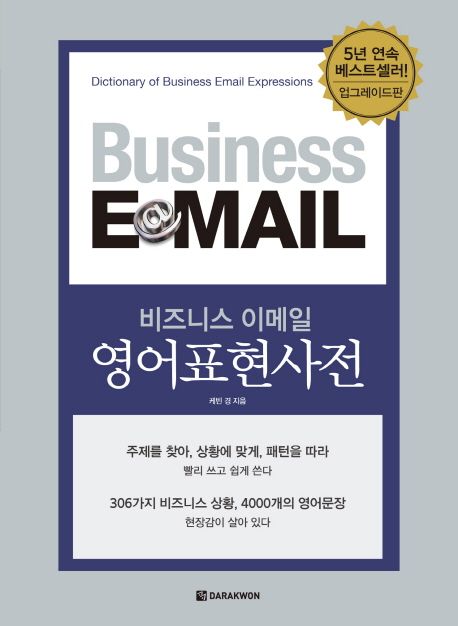 5년 연속
베스트셀러!
업그레이드판
Dictionary of Business Email Expressions
Business
E@MAIL
비즈니스 이메일
영어표현사전
케빈 경 지음
주제를 찾아, 상황에 맞게, 패턴을 따라
빨리 쓰고 쉽게 쓴다
306가지 비즈니스 상황, 4000개의 영어문장
현장감이 살아 있다
DARAKWON